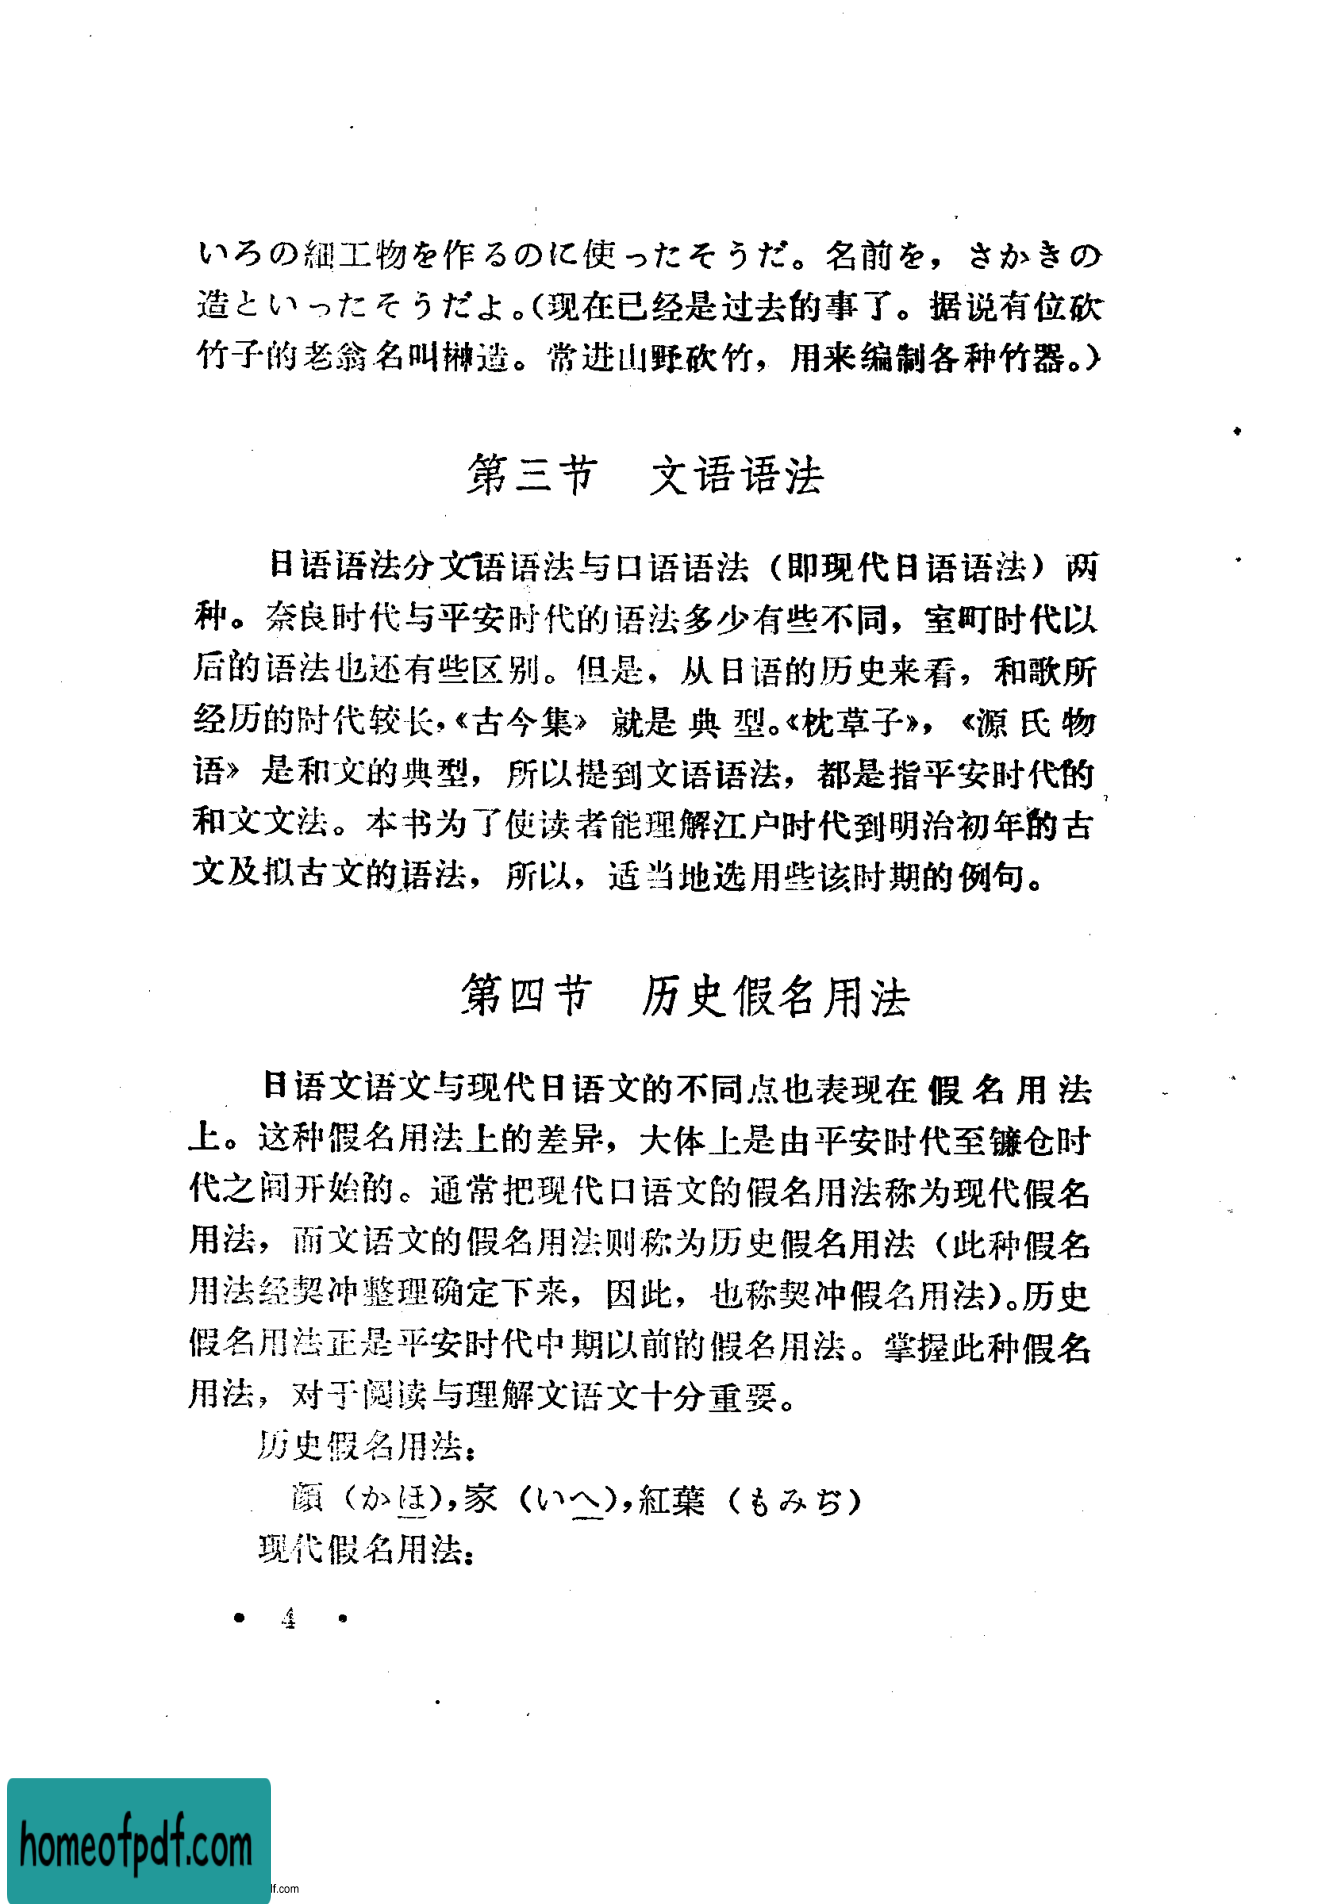 いろの細工物を作るのに使ったそうだ。名前を，さかきの
造といったそうだよ。（现在已经是过去的事了。据说有位砍
竹子的老翁名叫榊造。常进山野砍竹，用来编制各种竹器。）
第三节　文语语法
日语语法分文语语法与口语语法（即现代日语语法）两
种。奈良时代与平安时代的语法多少有些不同，室町时代以
后的语法也还有些区别。但是，从日语的历史来看，和歌所
经历的时代较长，《古今集》就是典型。《枕草子》，《源氏物
语》是和文的典型，所以提到文语语法，都是指平安时代的
和文文法。本书为了使读者能理解江户时代到明治初年的古
文及拟古文的语法，所以，适当地选用些该时期的例句。
第四节　历史假名用法
日语文语文与现代日语文的不同点也表现在假名用法
上。这种假名用法上的差异，大体上是由平安时代至镰仓时
代之间开始的。通常把现代口语文的假名用法称为现代假名
用法，而文语文的假名用法则称为历史假名用法（此种假名
用法经契冲整理确定下来，因此，也称契冲假名用法）。历史
假名用法正是平安时代中期以前的假名用法。掌握此种假名
用法，对于阅读与理解文语文十分重要。
历史假名用法：
顔（かほ），家（いへ），紅葉（もみぢ）
现代假名用法：
• 4 •
homeofpdf.com
df.com